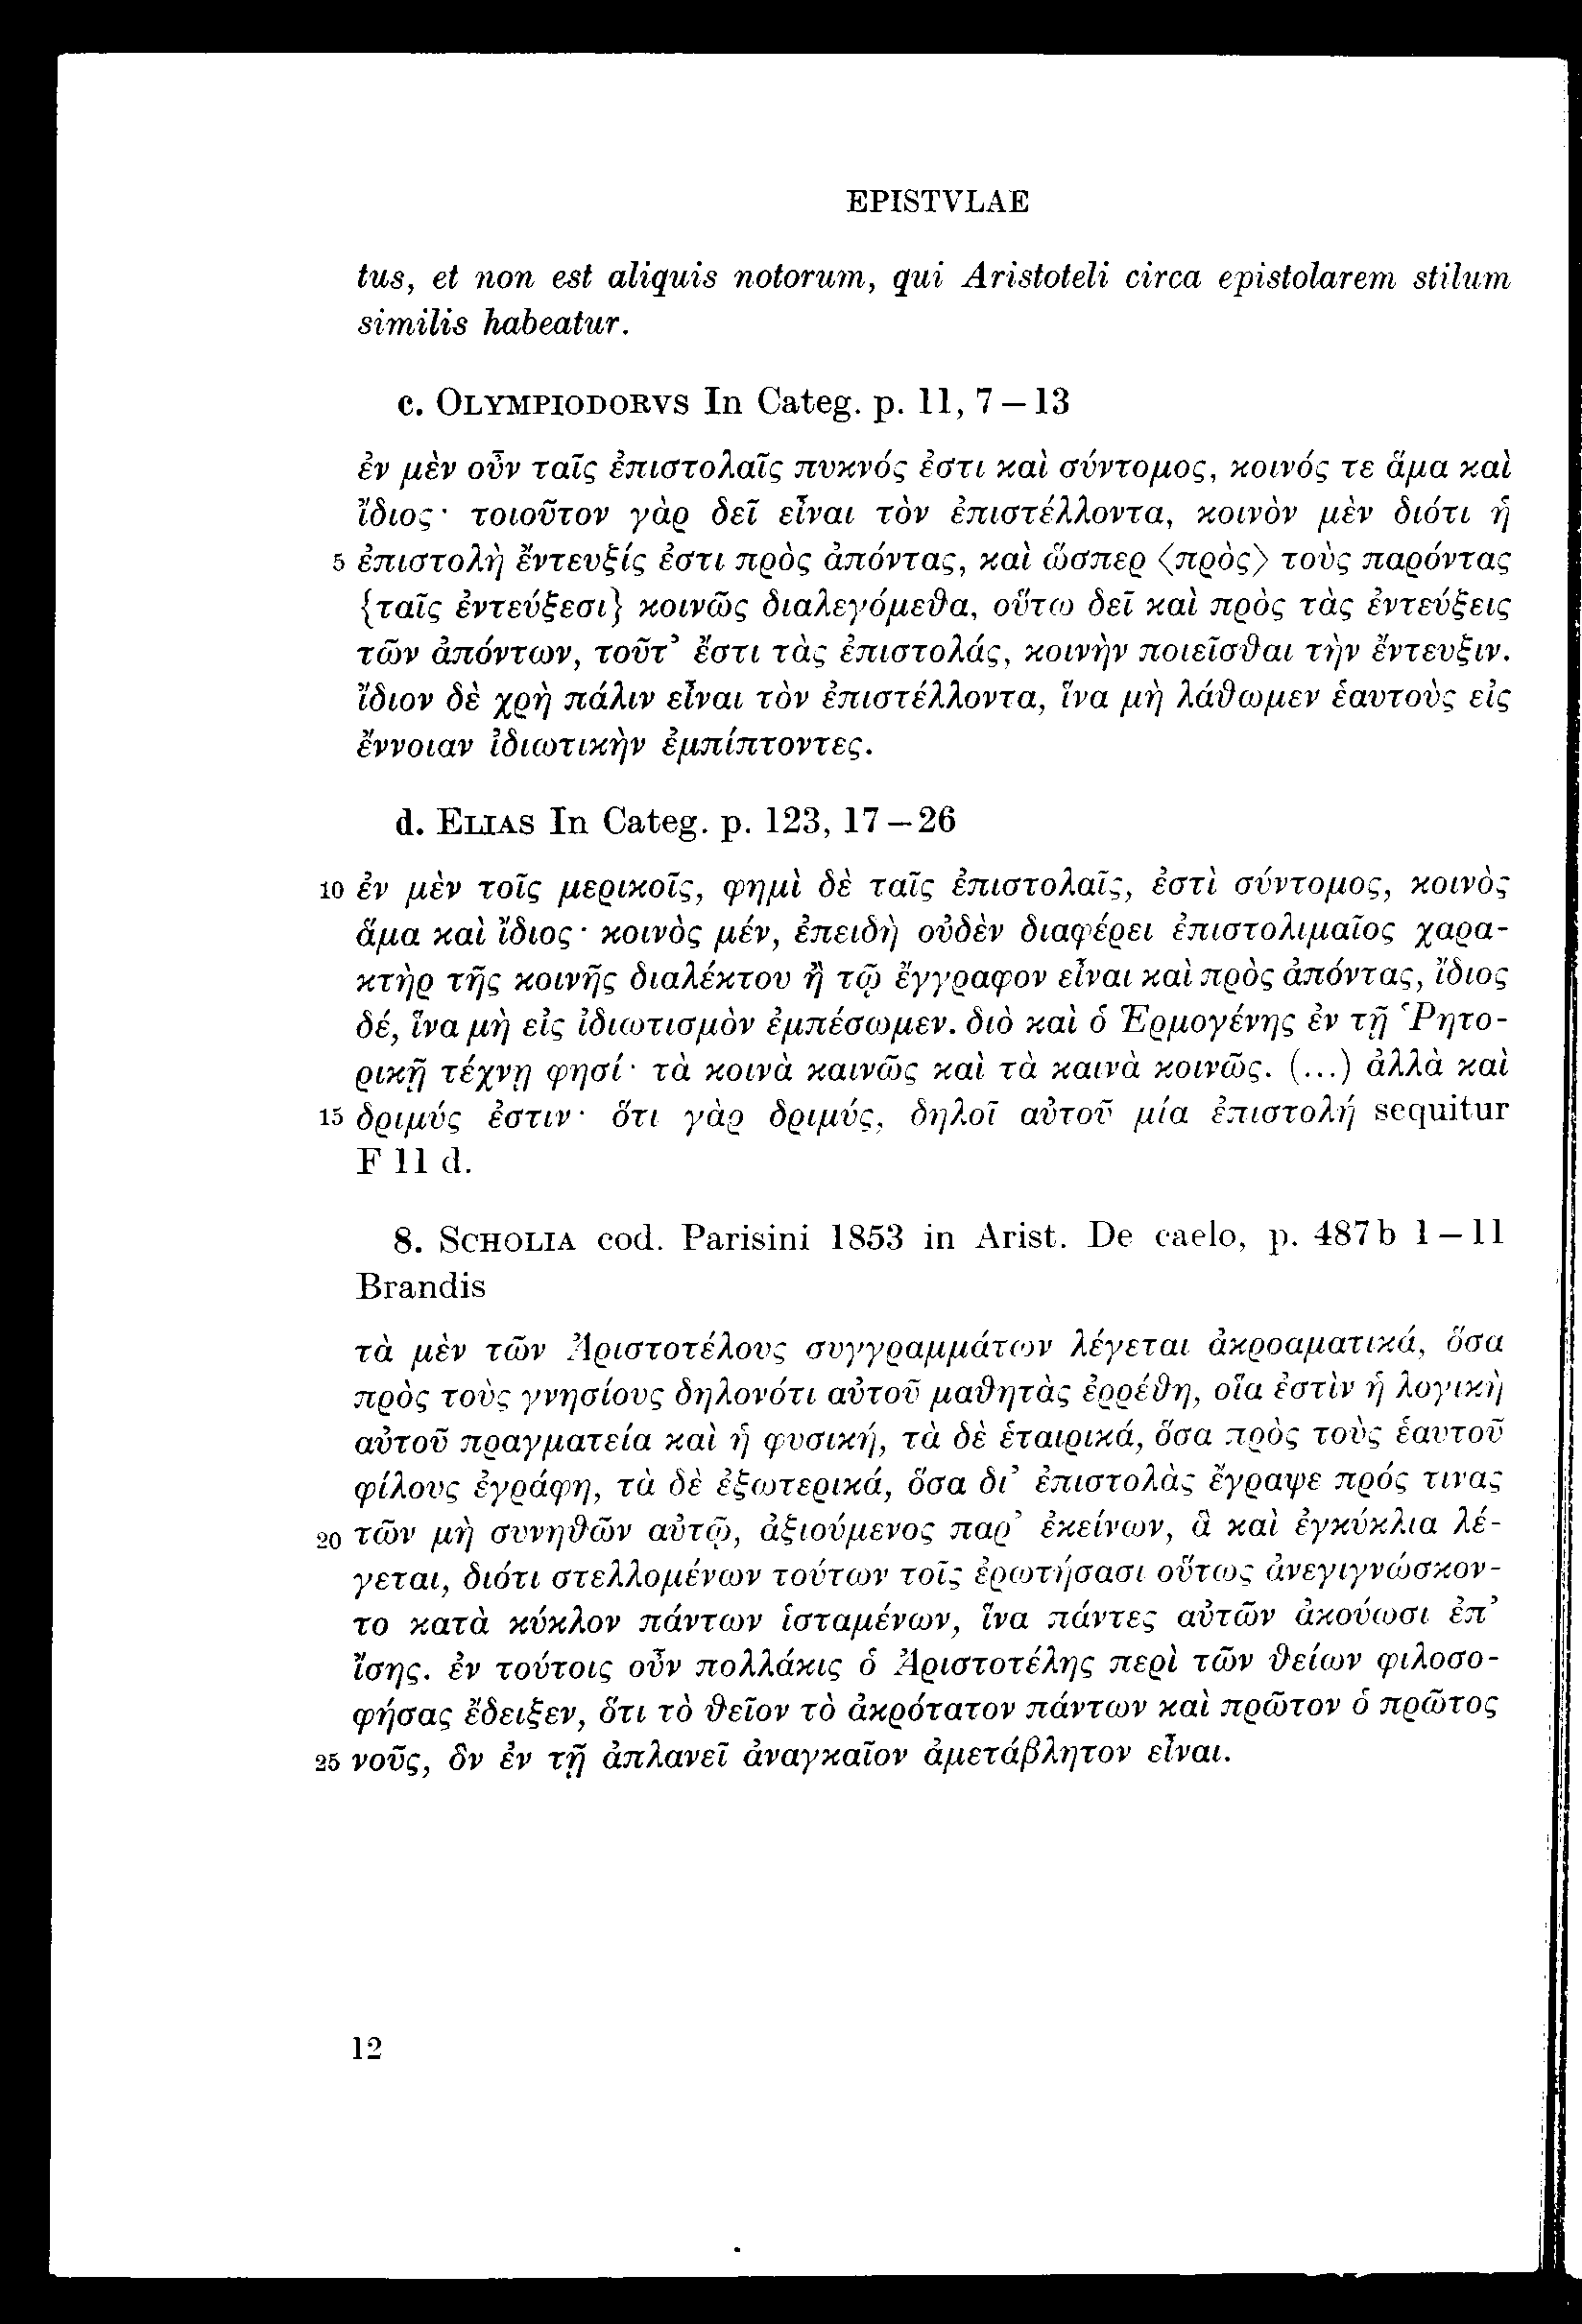 EPISTVLAE
tus, et non est aliquis notorum, qui Aristoteli circa epistolarem stilum
similis habeatur.
c. OLYMPIODORVS In Categ. p. 11, 7–13
ἐν μὲν οὖν ταῖς ἐπιστολαῖς πυκνός ἐστι καὶ σύντομος, κοινός τε ἅμα καὶ
ἴδιος· τοιοῦτον γὰρ δεῖ εἶναι τὸν ἐπιστέλλοντα, κοινὸν μὲν διότι ἡ
5 ἐπιστολὴ ἔντευξίς ἐστι πρὸς ἀπόντας, καὶ ὥσπερ ⟨πρὸς⟩ τοὺς παρόντας
{ταῖς ἐντεύξεσι} κοινῶς διαλεγόμεϑα, οὕτω δεῖ καὶ πρὸς τὰς ἐντεύξεις
τῶν ἀπόντων, τοῦτ’ ἔστι τὰς ἐπιστολάς, κοινὴν ποιεῖσϑαι τὴν ἔντευξιν.
ἴδιον δὲ χρὴ πάλιν εἶναι τὸν ἐπιστέλλοντα, ἵνα μὴ λάϑωμεν ἑαυτοὺς εἰς
ἔννοιαν ἰδιωτικὴν ἐμπίπτοντες.
d. ELIAS In Categ. p. 123, 17–26
10 ἐν μὲν τοῖς μερικοῖς, φημὶ δὲ ταῖς ἐπιστολαῖς, ἐστὶ σύντομος, κοινὸς
ἅμα καὶ ἴδιος· κοινὸς μέν, ἐπειδὴ οὐδὲν διαφέρει ἐπιστολιμαῖος χαρα-
κτὴρ τῆς κοινῆς διαλέκτου ἢ τῷ ἔγγραφον εἶναι καὶ πρὸς ἀπόντας, ἴδιος
δέ, ἵνα μὴ εἰς ἰδιωτισμὸν ἐμπέσωμεν. διὸ καὶ ὁ Ἑρμογένης ἐν τῇ Ῥητο-
ρικῇ τέχνῃ φησί· τὰ κοινὰ καινῶς καὶ τὰ καινὰ κοινῶς. (...) ἀλλὰ καὶ
15 δριμύς ἐστιν· ὅτι γὰρ δριμύς, δηλοῖ αὐτοῦ μία ἐπιστολή sequitur
F 11 d.
8. SCHOLIA cod. Parisini 1853 in Arist. De caelo, p. 487b 1–11
Brandis
τὰ μὲν τῶν Ἀριστοτέλους συγγραμμάτων λέγεται ἀκροαματικά, ὅσα
πρὸς τοὺς γνησίους δηλονότι αὐτοῦ μαϑητὰς ἐρρέϑη, οἷα ἐστὶν ἡ λογικὴ
αὐτοῦ πραγματεία καὶ ἡ φυσική, τὰ δὲ ἑταιρικά, ὅσα πρὸς τοὺς ἑαυτοῦ
φίλους ἐγράφη, τὰ δὲ ἐξωτερικά, ὅσα δι’ ἐπιστολὰς ἔγραψε πρός τινας
20 τῶν μὴ συνηϑῶν αὐτῷ, ἀξιούμενος παρ’ ἐκείνων, ἃ καὶ ἐγκύκλια λέ-
γεται, διότι στελλομένων τούτων τοῖς ἐρωτήσασι οὕτως ἀνεγιγνώσκον-
το κατὰ κύκλον πάντων ἱσταμένων, ἵνα πάντες αὐτῶν ἀκούωσι ἐπ’
ἴσης. ἐν τούτοις οὖν πολλάκις ὁ Ἀριστοτέλης περὶ τῶν ϑείων φιλοσο-
φήσας ἔδειξεν, ὅτι τὸ ϑεῖον τὸ ἀκρότατον πάντων καὶ πρῶτον ὁ πρῶτος
25 νοῦς, ὃν ἐν τῇ ἀπλανεῖ ἀναγκαῖον ἀμετάβλητον εἶναι.
12